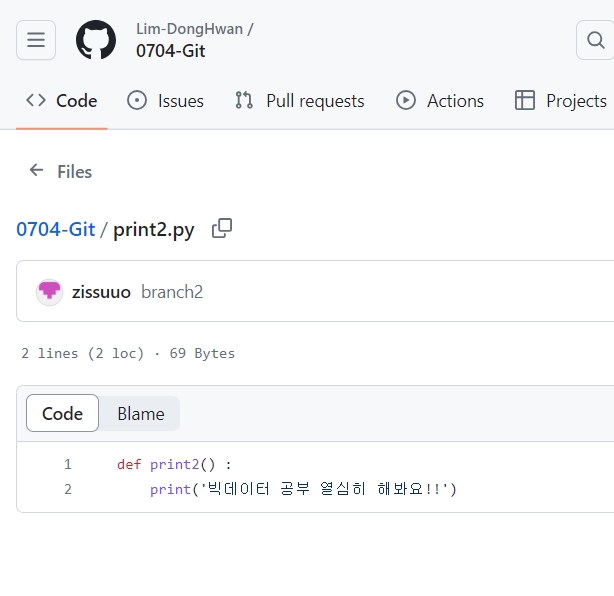 Lim-DongHwan /
0704-Git
Code Issues Pull requests Actions Projects
Files
0704-Git / print2.py
zissuuo branch2
2 lines (2 loc) · 69 Bytes
Code Blame
1 def print2() :
2 print('빅데이터 공부 열심히 해봐요!!')